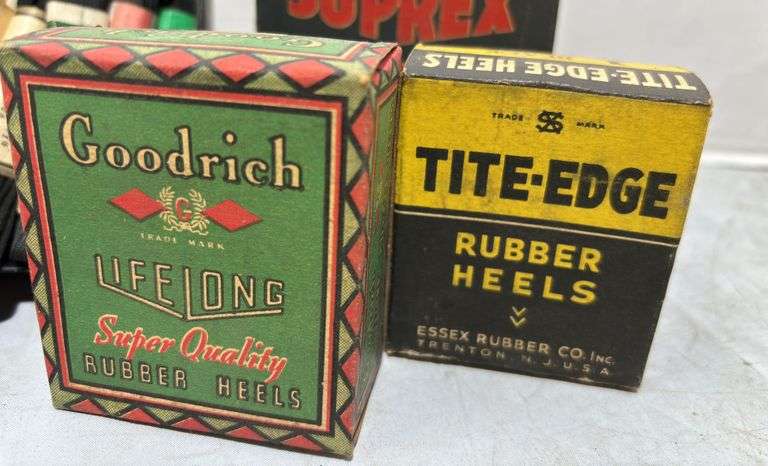 SUPREX
Goodrich
Goodrich
G
TRADE MARK
LIFELONG
Super Quality
RUBBER HEELS
TITE-EDGE HEELS
TRADE MARK
TITE-EDGE
RUBBER
HEELS
ESSEX RUBBER CO. INC.
TRENTON, N.J. U.S.A.